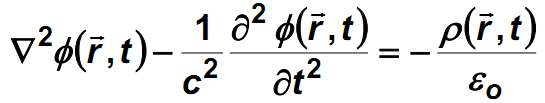 ∇²ϕ(r⃗,t) − (1/c²) (∂²ϕ(r⃗,t)/∂t²) = − ρ(r⃗,t)/εₒ